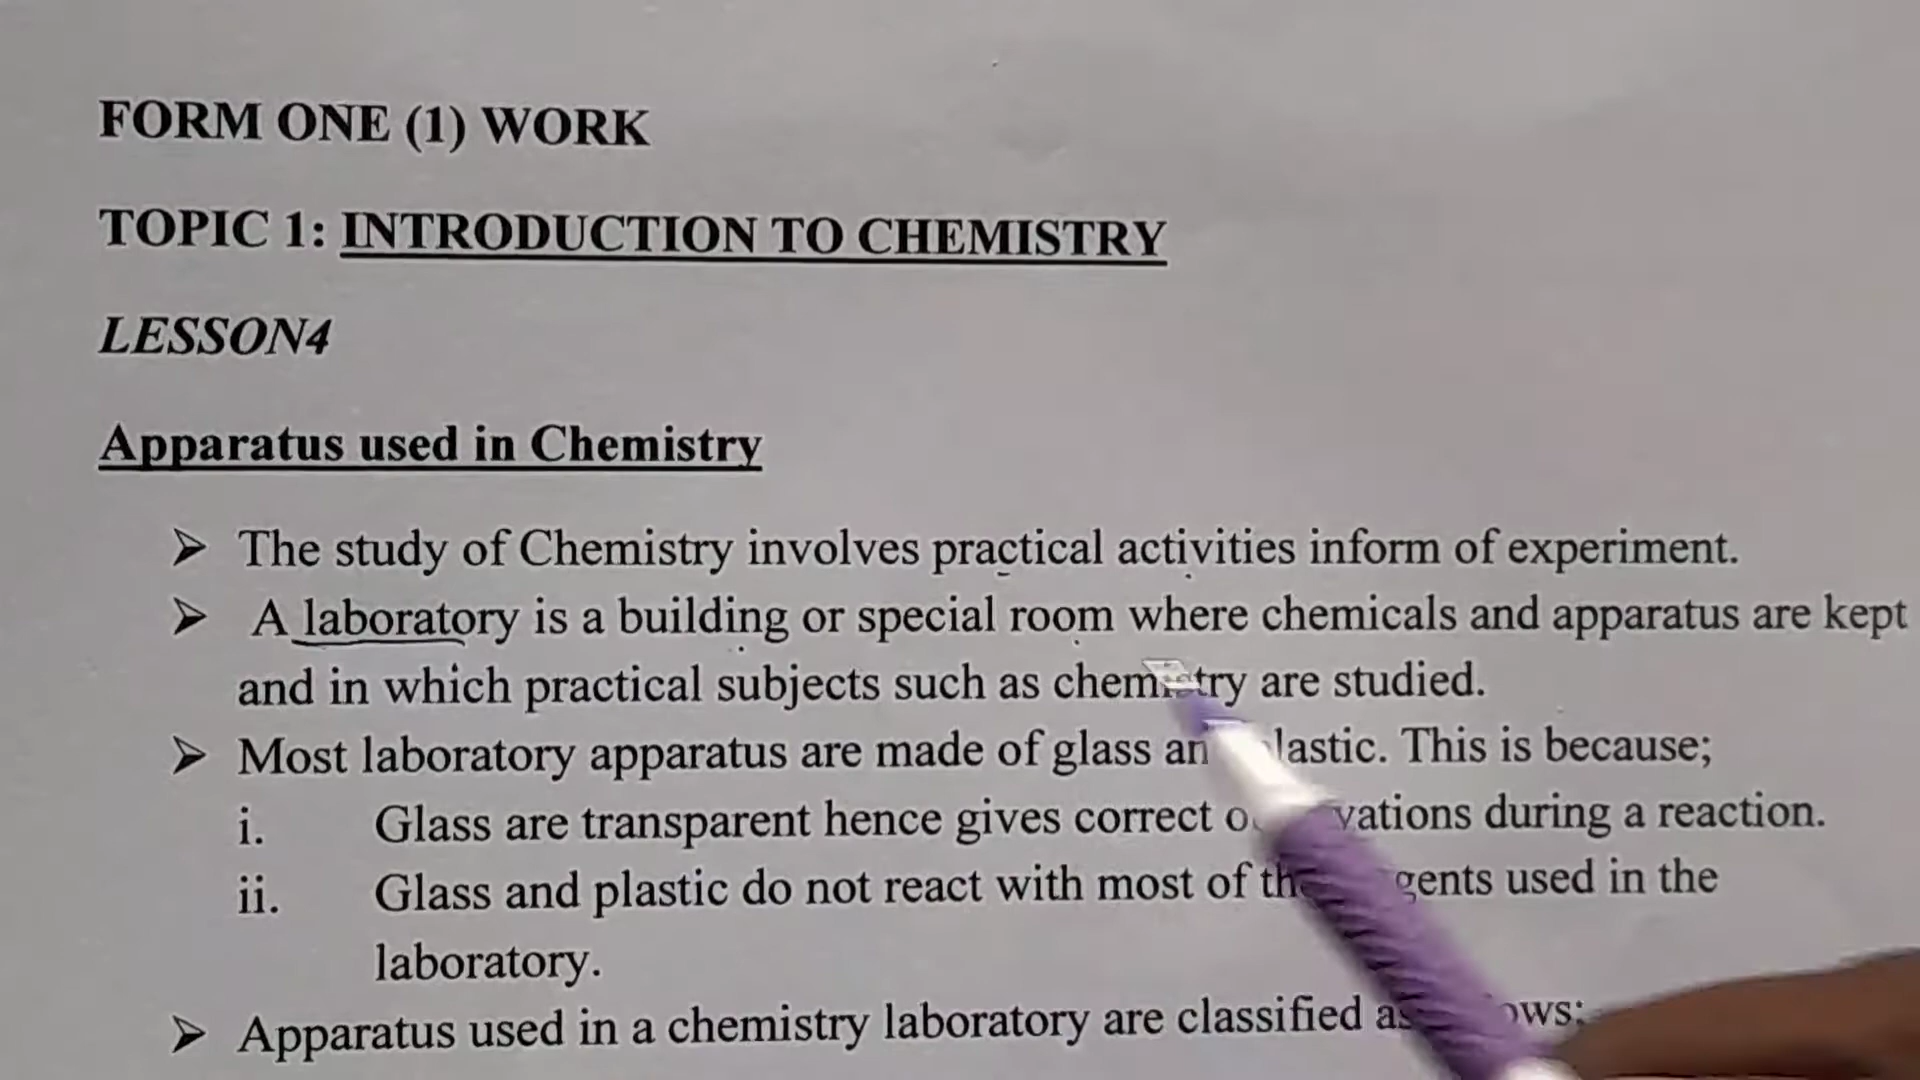 FORM ONE (1) WORK
TOPIC 1: INTRODUCTION TO CHEMISTRY
LESSON4
Apparatus used in Chemistry
➤ The study of Chemistry involves practical activities inform of experiment.
➤ A laboratory is a building or special room where chemicals and apparatus are kept
and in which practical subjects such as chemistry are studied.
➤ Most laboratory apparatus are made of glass and plastic. This is because;
i. Glass are transparent hence gives correct during a reaction.
ii. Glass and plastic do not react with most of used in the
laboratory.
➤ Apparatus used in a chemistry laboratory are classified as